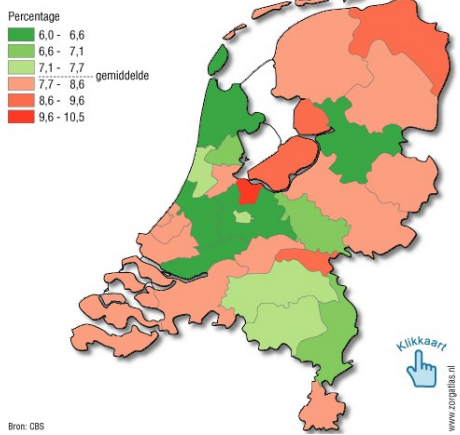 Percentage
6,0 - 6,6
6,6 - 7,1
7,1 - 7,7
gemiddelde
7,7 - 8,6
8,6 - 9,6
9,6 - 10,5
Klikkaart
www.zorgatlas.nl
Bron: CBS